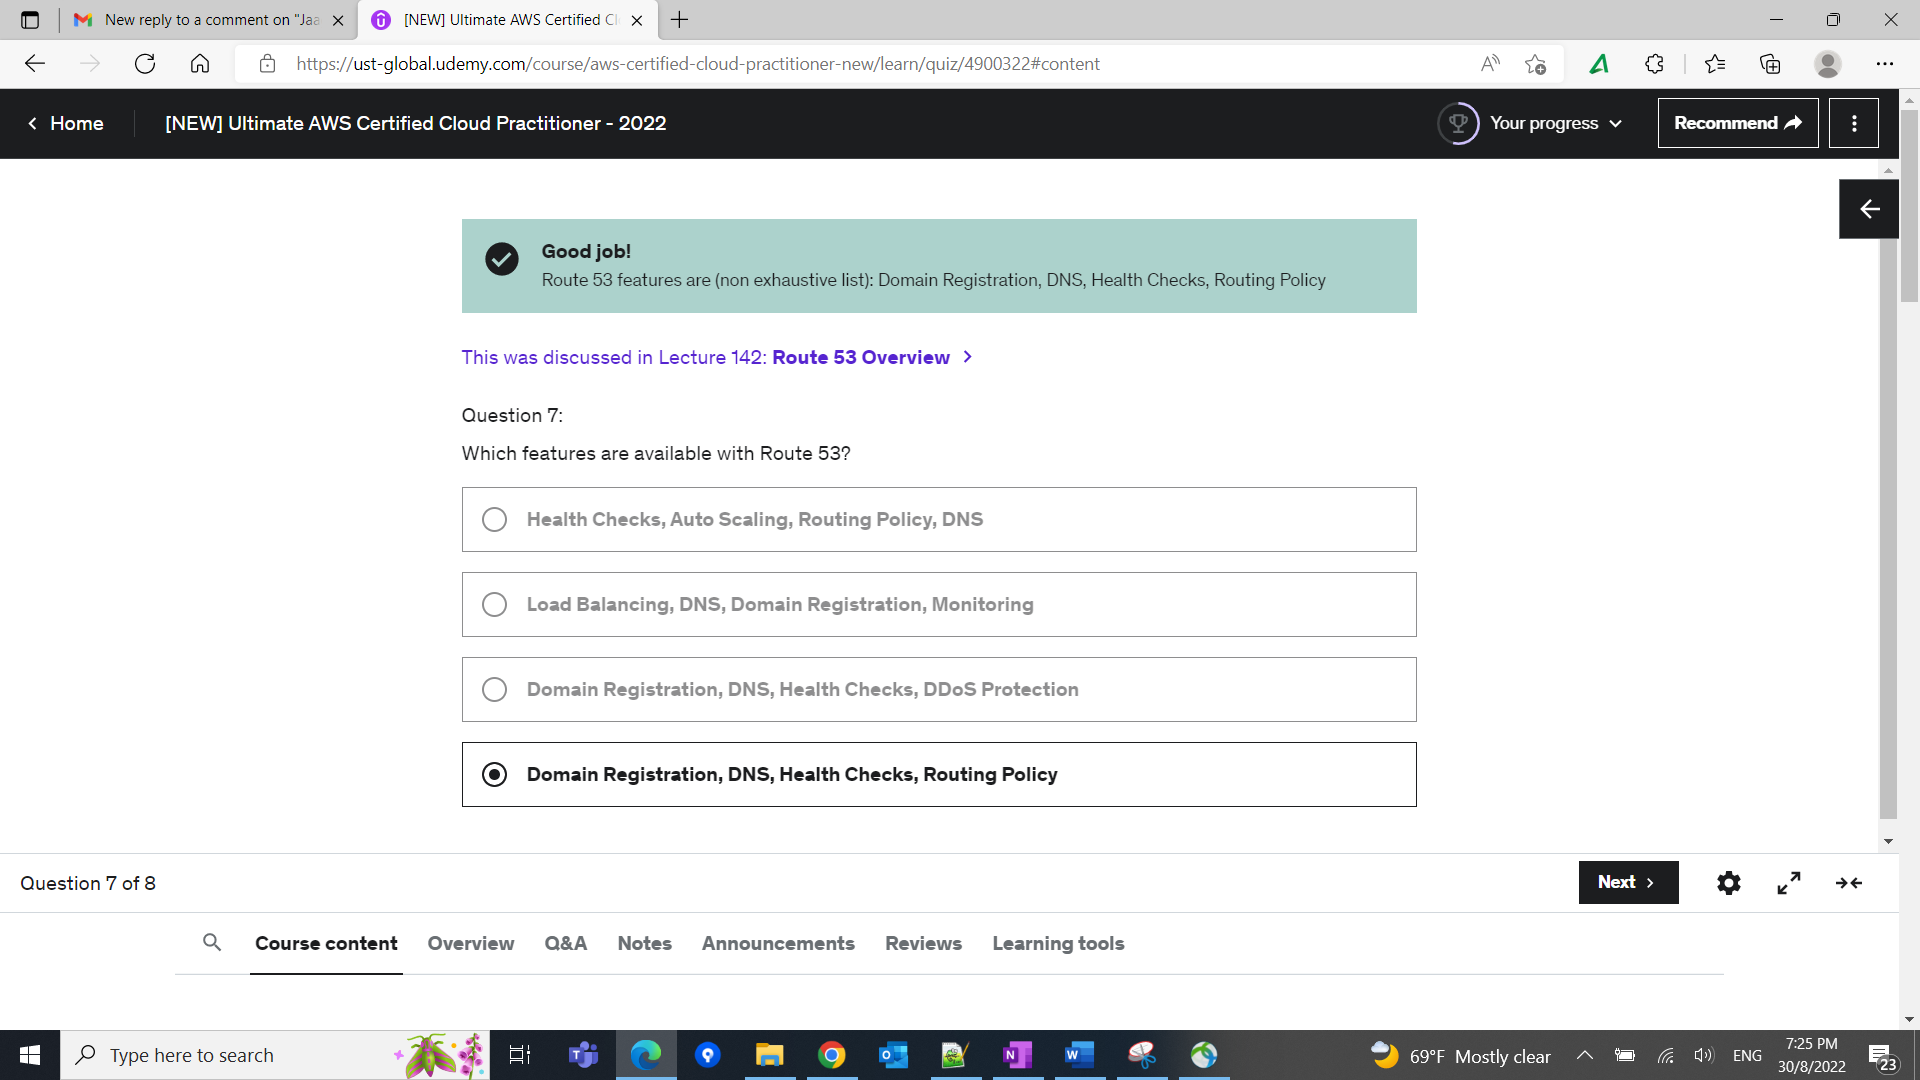 New reply to a comment on "Jaa
[NEW] Ultimate AWS Certified Cl
https://ust-global.udemy.com/course/aws-certified-cloud-practitioner-new/learn/quiz/4900322#content
Home
[NEW] Ultimate AWS Certified Cloud Practitioner - 2022
Your progress
Recommend
Good job!
Route 53 features are (non exhaustive list): Domain Registration, DNS, Health Checks, Routing Policy
This was discussed in Lecture 142: Route 53 Overview
Question 7:
Which features are available with Route 53?
Health Checks, Auto Scaling, Routing Policy, DNS
Load Balancing, DNS, Domain Registration, Monitoring
Domain Registration, DNS, Health Checks, DDoS Protection
Domain Registration, DNS, Health Checks, Routing Policy
Question 7 of 8
Next
Course content Overview Q&A Notes Announcements Reviews Learning tools
Type here to search
69°F Mostly clear
ENG
7:25 PM
30/8/2022
23